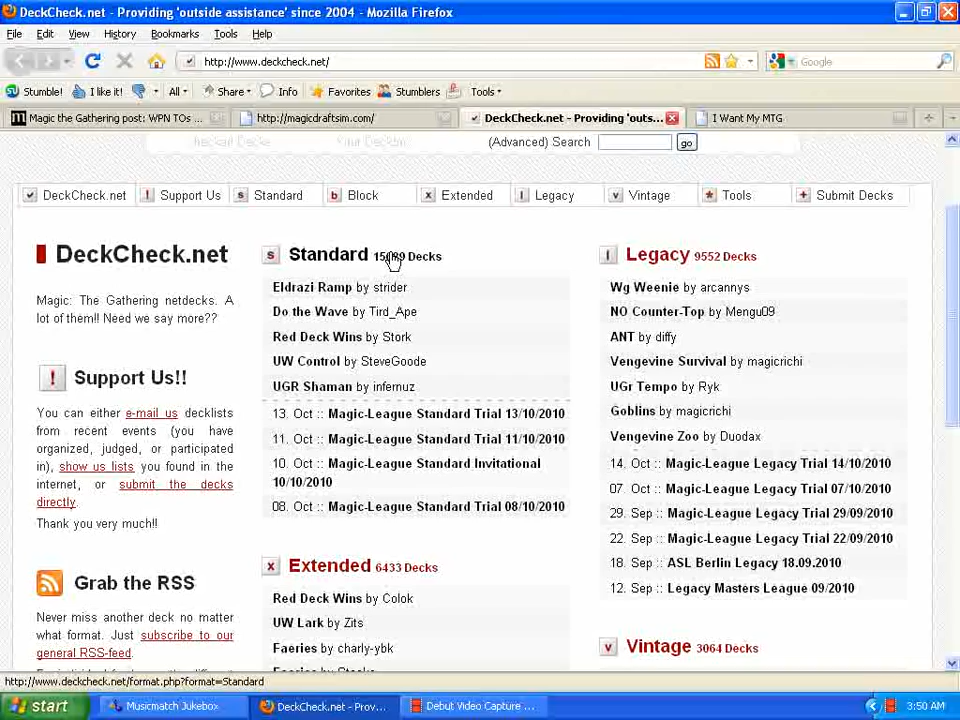 DeckCheck.net - Providing 'outside assistance' since 2004 - Mozilla Firefox
File Edit View History Bookmarks Tools Help
http://www.deckcheck.net/
Google
Stumble! I like it! All Share Info Favorites Stumblers Tools
Magic the Gathering post: WPN TOs ...
http://magicdraftsim.com/
DeckCheck.net - Providing 'outs...
I Want My MTG
(Advanced) Search
go
DeckCheck.net
Support Us
Standard
Block
Extended
Legacy
Vintage
Tools
Submit Decks
DeckCheck.net
Magic: The Gathering netdecks. A
lot of them!! Need we say more??
Support Us!!
You can either e-mail us decklists
from recent events (you have
organized, judged, or participated
in), show us lists you found in the
internet, or submit the decks
directly.
Thank you very much!!
Grab the RSS
Never miss another deck no matter
what format. Just subscribe to our
general RSS-feed.
Standard Decks
Eldrazi Ramp by strider
Do the Wave by Tird_Ape
Red Deck Wins by Stork
UW Control by SteveGoode
UGR Shaman by infernuz
13. Oct :: Magic-League Standard Trial 13/10/2010
11. Oct :: Magic-League Standard Trial 11/10/2010
10. Oct :: Magic-League Standard Invitational
10/10/2010
08. Oct :: Magic-League Standard Trial 08/10/2010
Extended 6433 Decks
Red Deck Wins by Colok
UW Lark by Zits
Faeries by charly-ybk
Legacy 9552 Decks
Wg Weenie by arcannys
NO Counter-Top by Mengu09
ANT by diffy
Vengevine Survival by magicrichi
UGr Tempo by Ryk
Goblins by magicrichi
Vengevine Zoo by Duodax
14. Oct :: Magic-League Legacy Trial 14/10/2010
07. Oct :: Magic-League Legacy Trial 07/10/2010
29. Sep :: Magic-League Legacy Trial 29/09/2010
22. Sep :: Magic-League Legacy Trial 22/09/2010
18. Sep :: ASL Berlin Legacy 18.09.2010
12. Sep :: Legacy Masters League 09/2010
Vintage 3064 Decks
http://www.deckcheck.net/format.php?format=Standard
start
Musicmatch Jukebox
DeckCheck.net - Prov...
Debut Video Capture ...
3:50 AM